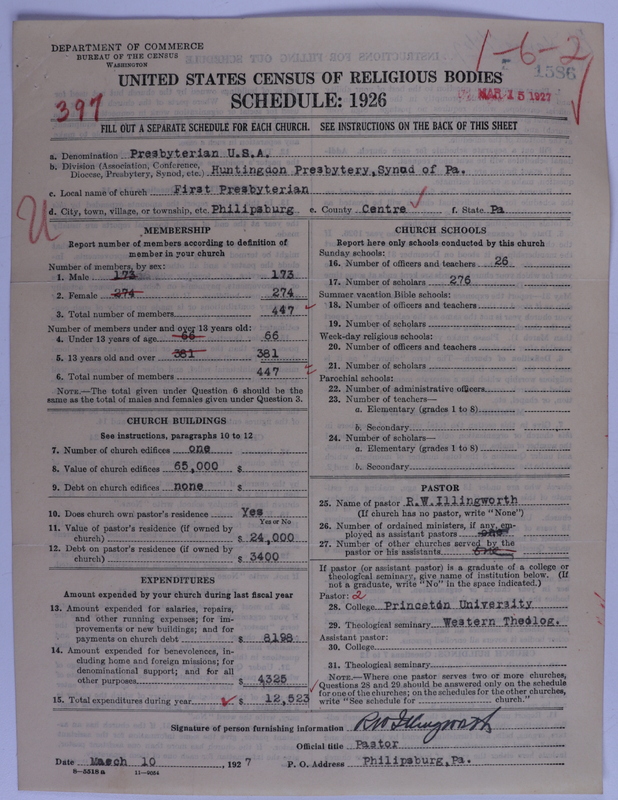 DEPARTMENT OF COMMERCE
BUREAU OF THE CENSUS
WASHINGTON
1-6-2
1586
MAR 15 1927
UNITED STATES CENSUS OF RELIGIOUS BODIES
397
SCHEDULE: 1926
FILL OUT A SEPARATE SCHEDULE FOR EACH CHURCH. SEE INSTRUCTIONS ON THE BACK OF THIS SHEET
a. Denomination Presbyterian U.S.A.
b. Division (Association, Conference, Diocese, Presbytery, Synod, etc.) Huntingdon Presbytery, Synod of Pa.
c. Local name of church First Presbyterian
d. City, town, village, or township, etc. Philipsburg e. County Centre f. State Pa
U
MEMBERSHIP
Report number of members according to definition of
member in your church
Number of members, by sex:
1. Male 173 173
2. Female 274 274
3. Total number of members 447
Number of members under and over 13 years old:
4. Under 13 years of age 66 66
5. 13 years old and over 381 381
6. Total number of members 447
NOTE.—The total given under Question 6 should be the
same as the total of males and females given under Question 3.
CHURCH BUILDINGS
See instructions, paragraphs 10 to 12
7. Number of church edifices one
8. Value of church edifices 65,000 $
9. Debt on church edifices none $
10. Does church own pastor's residence Yes
Yes or No
11. Value of pastor's residence (if owned by
church) $ 24,000
12. Debt on pastor's residence (if owned by
church) $ 3400
EXPENDITURES
Amount expended by your church during last fiscal year
13. Amount expended for salaries, repairs,
and other running expenses; for im-
provements or new buildings; and for
payments on church debt $ 8198
14. Amount expended for benevolences, in-
cluding home and foreign missions; for
denominational support; and for all
other purposes $ 4325
15. Total expenditures during year $ 12,523
CHURCH SCHOOLS
Report here only schools conducted by this church
Sunday schools:
16. Number of officers and teachers 26
17. Number of scholars 276
Summer vacation Bible schools:
18. Number of officers and teachers
19. Number of scholars
Week-day religious schools:
20. Number of officers and teachers
21. Number of scholars
Parochial schools:
22. Number of administrative officers
23. Number of teachers—
a. Elementary (grades 1 to 8)
b. Secondary
24. Number of scholars—
a. Elementary (grades 1 to 8)
b. Secondary
PASTOR
25. Name of pastor R.W.Illingworth
(If church has no pastor, write "None")
26. Number of ordained ministers, if any, em-
ployed as assistant pastors
27. Number of other churches served by the
pastor or his assistants one
If pastor (or assistant pastor) is a graduate of a college or
theological seminary, give name of institution below. (If
not a graduate, write "No" in the space indicated.)
Pastor: 2
28. College Princeton University
29. Theological seminary Western Theolog.
Assistant pastor:
30. College
31. Theological seminary
NOTE.—Where one pastor serves two or more churches,
Questions 28 and 29 should be answered only on the schedule
for one of the churches; on the schedules for the other churches,
write "See schedule for church."
Signature of person furnishing information RW Illingworth
Official title Pastor
Date March 10, 1927 P. O. Address Philipsburg, Pa.
8-5518a 11-9024